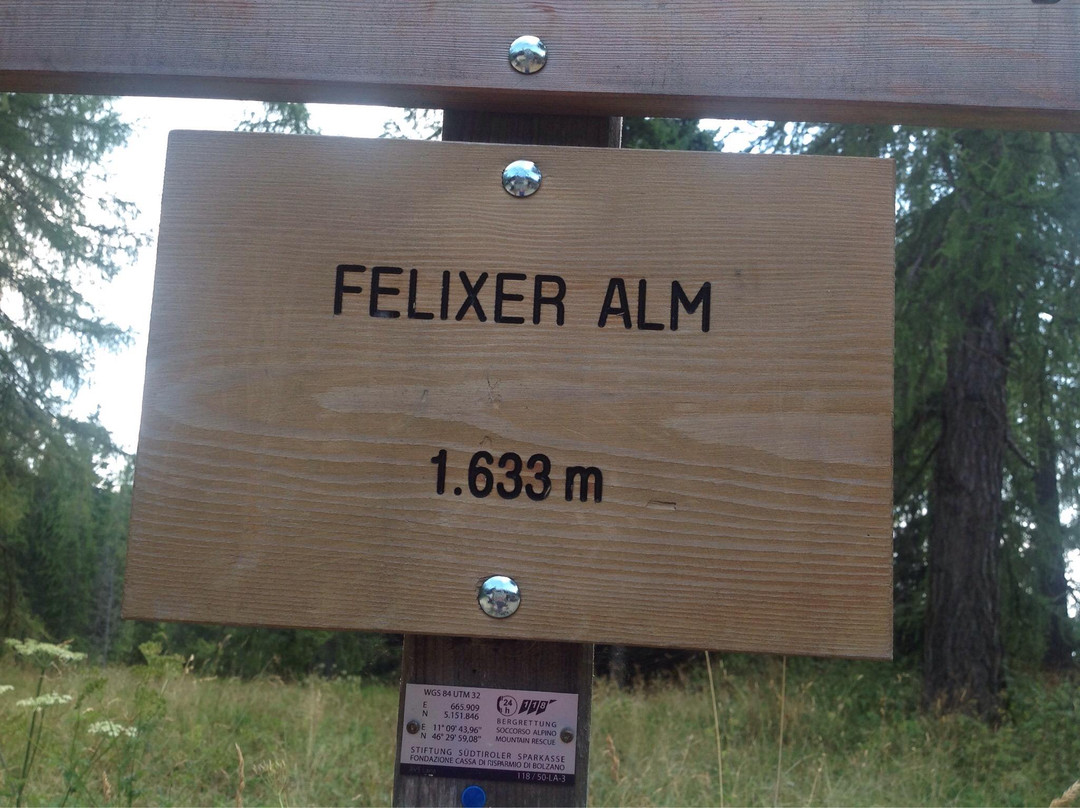 FELIXER ALM
1.633 m
WGS 84 UTM 32
E 665.909
N 5.151.846
E 11° 09' 43,96"
N 46° 29' 59,08"
24 h 118
BERGRETTUNG
SOCCORSO ALPINO
MOUNTAIN RESCUE
STIFTUNG SÜDTIROLER SPARKASSE
FONDAZIONE CASSA DI RISPARMIO DI BOLZANO
118 / 50-LA-3